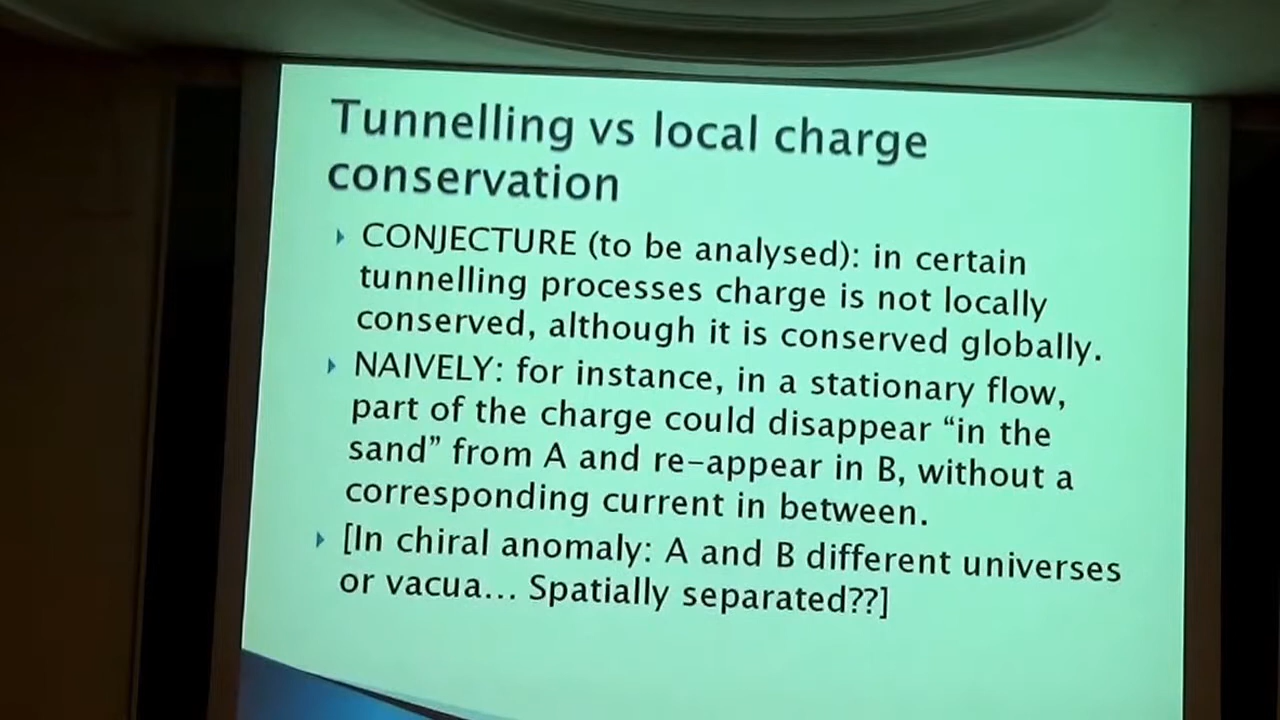 Tunnelling vs local charge
conservation
CONJECTURE (to be analysed): in certain
tunnelling processes charge is not locally
conserved, although it is conserved globally.
NAIVELY: for instance, in a stationary flow,
part of the charge could disappear “in the
sand” from A and re-appear in B, without a
corresponding current in between.
[In chiral anomaly: A and B different universes
or vacua... Spatially separated??]